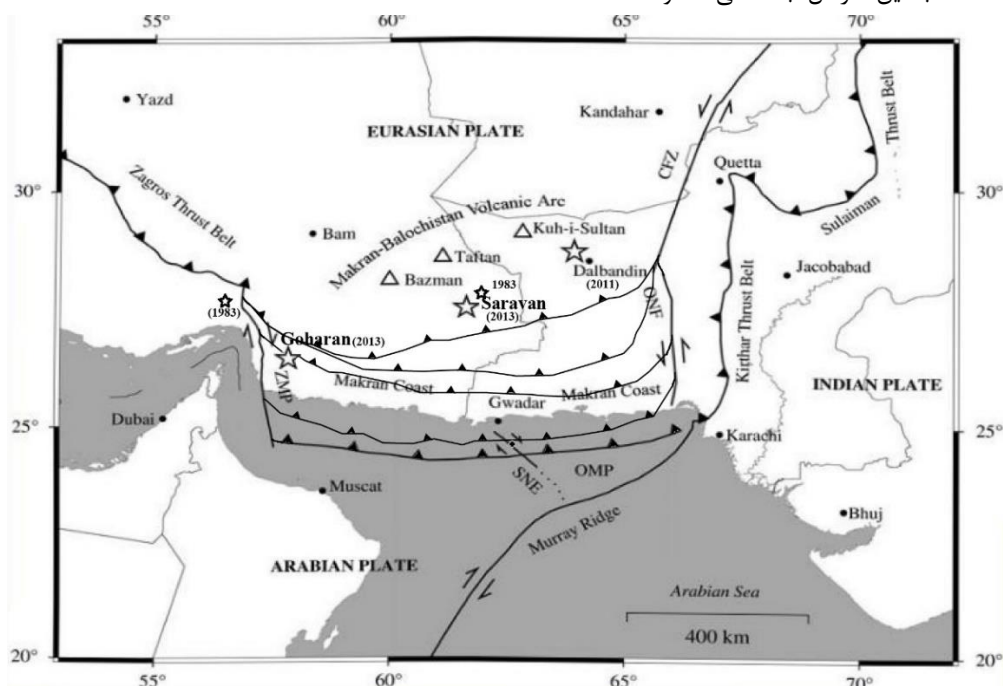 55° 60° 65° 70°
Yazd
Kandahar
EURASIAN PLATE
Thrust Belt
CFZ
Quetta
30° 30°
Zagros Thrust Belt
Sulaiman
Makran-Balochistan Volcanic Arc
Bam
Kuh-i-Sultan
Taftan
Dalbandin
(2011)
Jacobabad
Bazman
1983
Saravan
(2013)
(1983)
ONF
Goharan (2013)
Kirthar Thrust Belt
ZMP
Makran Coast
Makran Coast
INDIAN PLATE
Gwadar
Dubai
25° 25°
Karachi
SNE
OMP
Muscat
Bhuj
Murray Ridge
ARABIAN PLATE
Arabian Sea
400 km
20° 20°
55° 60° 65° 70°